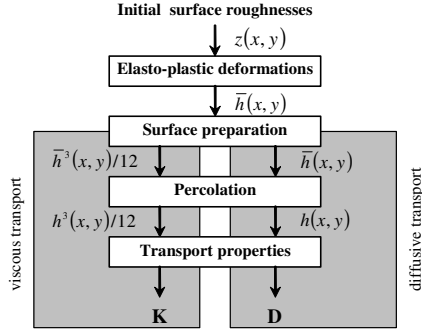 Initial surface roughnesses
z(x, y)
Elasto-plastic deformations
h̅(x, y)
Surface preparation
h̅³(x, y)/12
h̅(x, y)
Percolation
h³(x, y)/12
h(x, y)
Transport properties
K
D
viscous transport
diffusive transport